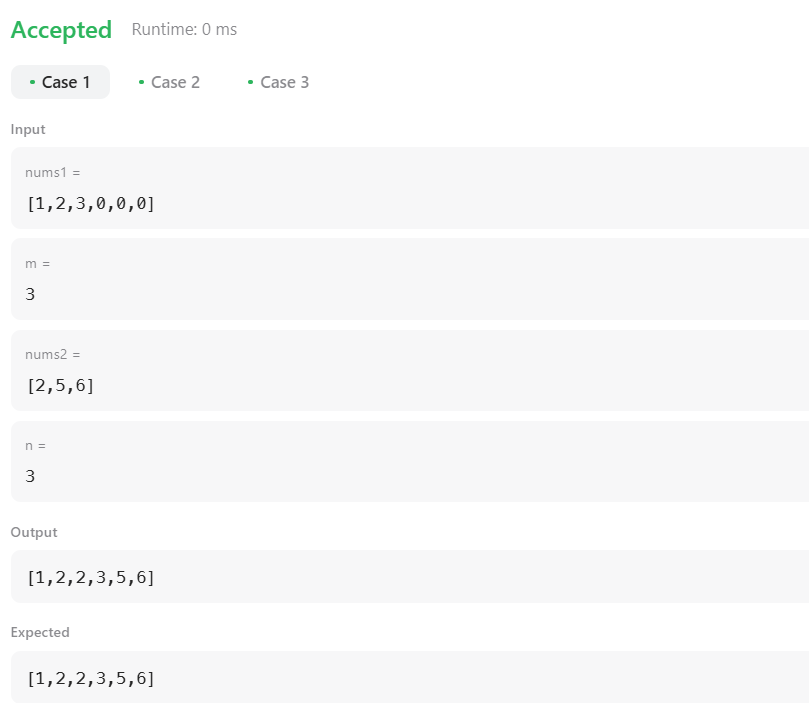 Accepted Runtime: 0 ms
Case 1 Case 2 Case 3
Input
nums1 =
[1,2,3,0,0,0]
m =
3
nums2 =
[2,5,6]
n =
3
Output
[1,2,2,3,5,6]
Expected
[1,2,2,3,5,6]